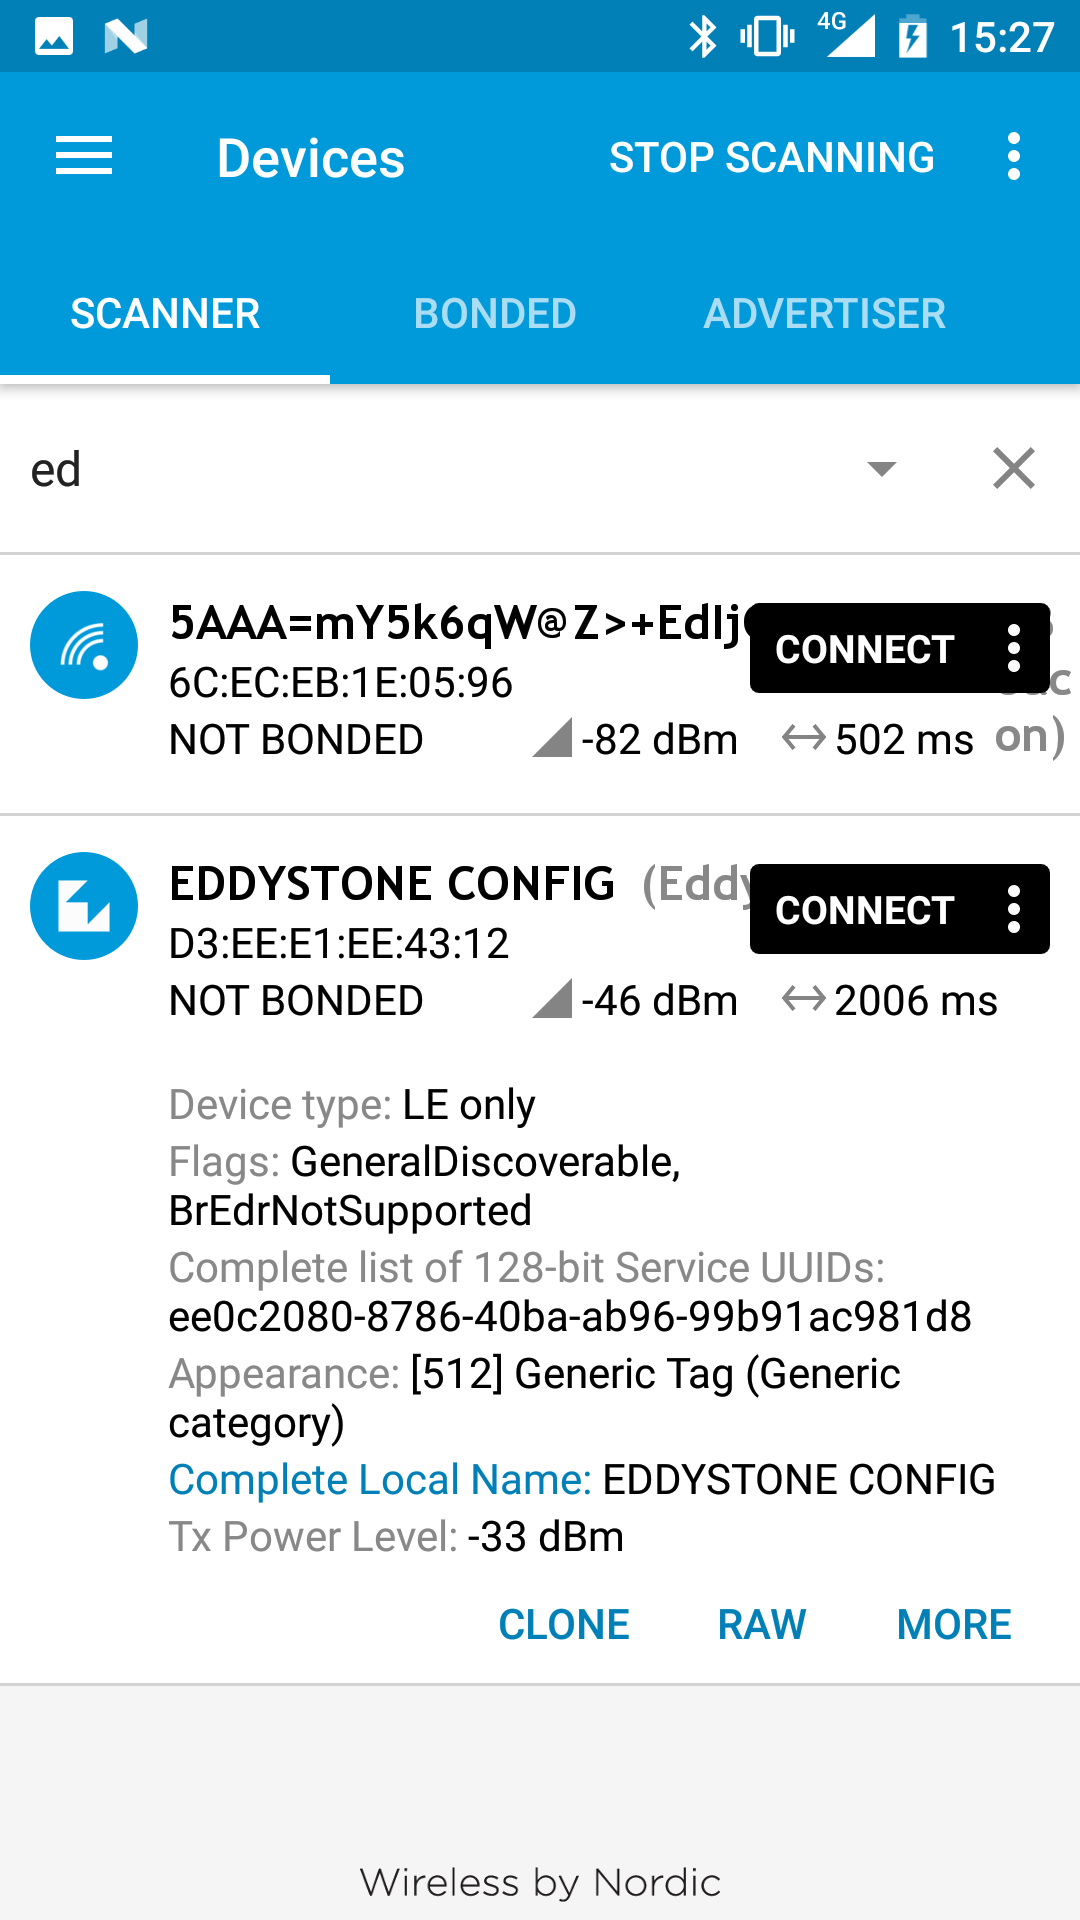 4G 15:27
Devices STOP SCANNING
SCANNER BONDED ADVERTISER
ed
5AAA=mY5k6qW@Z>+EdIj
CONNECT
6C:EC:EB:1E:05:96
NOT BONDED -82 dBm 502 ms on)
EDDYSTONE CONFIG (Eddy
CONNECT
D3:EE:E1:EE:43:12
NOT BONDED -46 dBm 2006 ms
Device type: LE only
Flags: GeneralDiscoverable,
BrEdrNotSupported
Complete list of 128-bit Service UUIDs:
ee0c2080-8786-40ba-ab96-99b91ac981d8
Appearance: [512] Generic Tag (Generic
category)
Complete Local Name: EDDYSTONE CONFIG
Tx Power Level: -33 dBm
CLONE RAW MORE
Wireless by Nordic